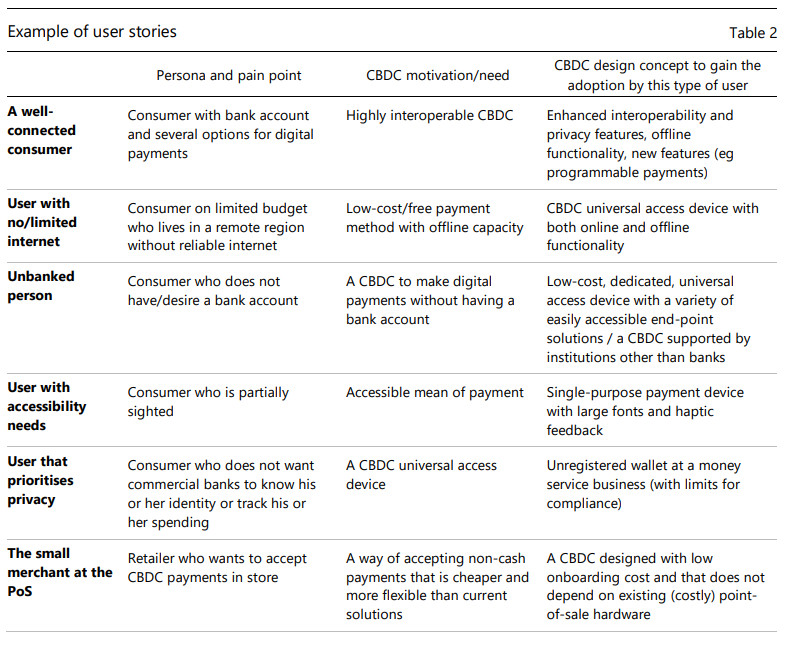 Example of user stories
Table 2
Persona and pain point
CBDC motivation/need
CBDC design concept to gain the
adoption by this type of user
A well-
connected
consumer
Consumer with bank account
and several options for digital
payments
Highly interoperable CBDC
Enhanced interoperability and
privacy features, offline
functionality, new features (eg
programmable payments)
User with
no/limited
internet
Consumer on limited budget
who lives in a remote region
without reliable internet
Low-cost/free payment
method with offline capacity
CBDC universal access device with
both online and offline
functionality
Unbanked
person
Consumer who does not
have/desire a bank account
A CBDC to make digital
payments without having a
bank account
Low-cost, dedicated, universal
access device with a variety of
easily accessible end-point
solutions / a CBDC supported by
institutions other than banks
User with
accessibility
needs
Consumer who is partially
sighted
Accessible mean of payment
Single-purpose payment device
with large fonts and haptic
feedback
User that
prioritises
privacy
Consumer who does not want
commercial banks to know his
or her identity or track his or
her spending
A CBDC universal access
device
Unregistered wallet at a money
service business (with limits for
compliance)
The small
merchant at the
PoS
Retailer who wants to accept
CBDC payments in store
A way of accepting non-cash
payments that is cheaper and
more flexible than current
solutions
A CBDC designed with low
onboarding cost and that does not
depend on existing (costly) point-
of-sale hardware